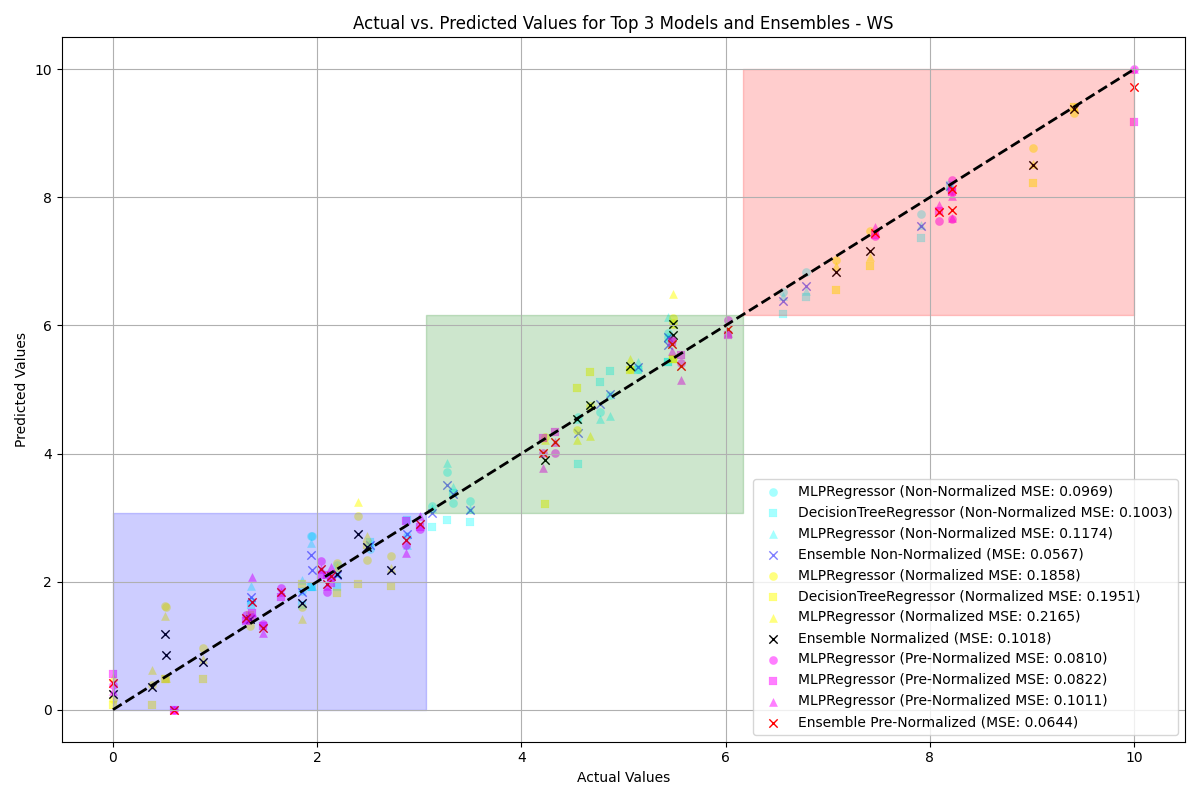 Actual vs. Predicted Values for Top 3 Models and Ensembles - WS
Predicted Values
10
8
6
4
2
0
0
2
4
6
8
10
Actual Values
MLPRegressor (Non-Normalized MSE: 0.0969)
DecisionTreeRegressor (Non-Normalized MSE: 0.1003)
MLPRegressor (Non-Normalized MSE: 0.1174)
Ensemble Non-Normalized (MSE: 0.0567)
MLPRegressor (Normalized MSE: 0.1858)
DecisionTreeRegressor (Normalized MSE: 0.1951)
MLPRegressor (Normalized MSE: 0.2165)
Ensemble Normalized (MSE: 0.1018)
MLPRegressor (Pre-Normalized MSE: 0.0810)
MLPRegressor (Pre-Normalized MSE: 0.0822)
MLPRegressor (Pre-Normalized MSE: 0.1011)
Ensemble Pre-Normalized (MSE: 0.0644)